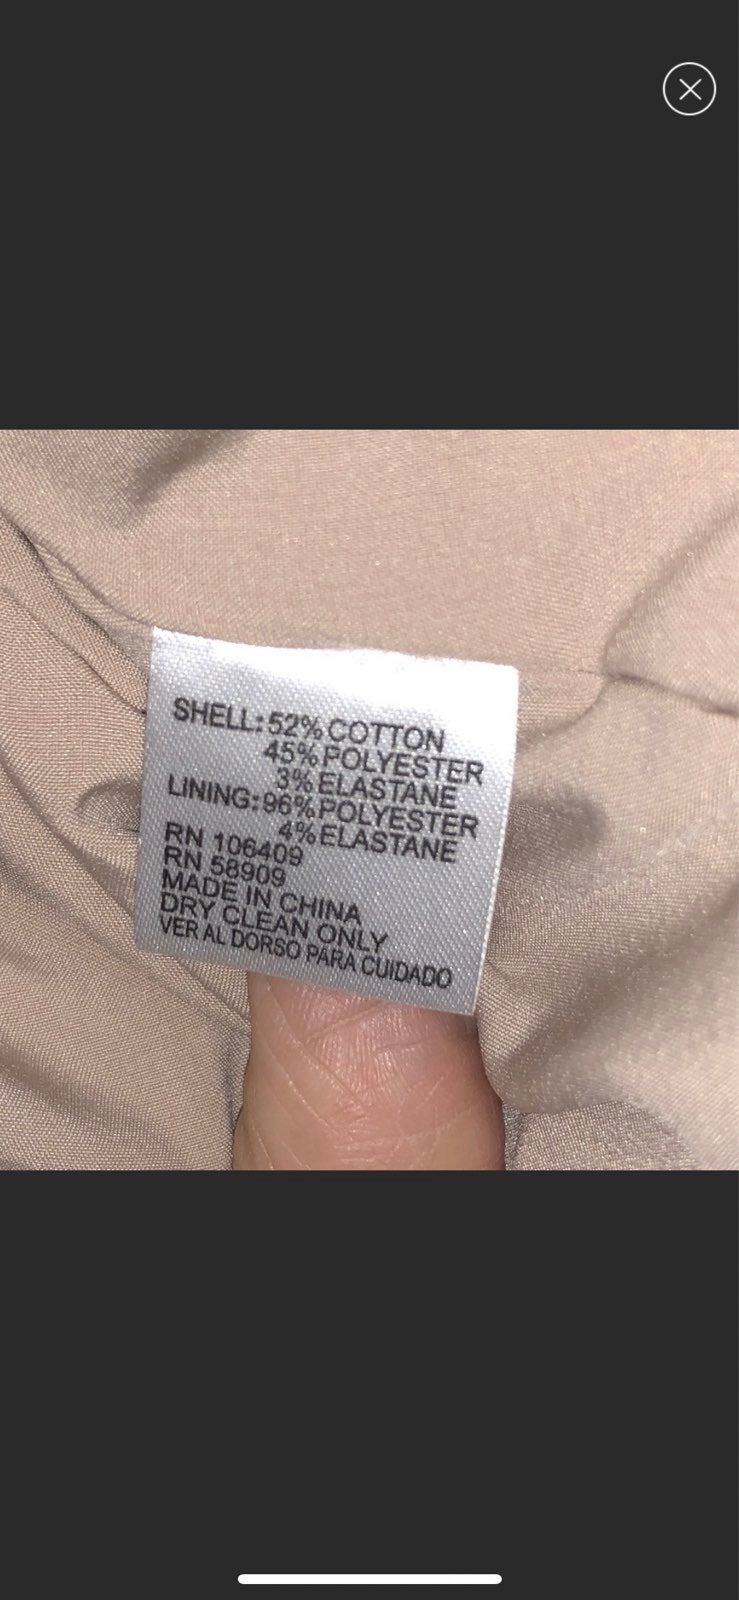 SHELL: 52% COTTON
45% POLYESTER
3% ELASTANE
LINING: 96% POLYESTER
4% ELASTANE
RN 106409
RN 58909
MADE IN CHINA
DRY CLEAN ONLY
VER AL DORSO PARA CUIDADO